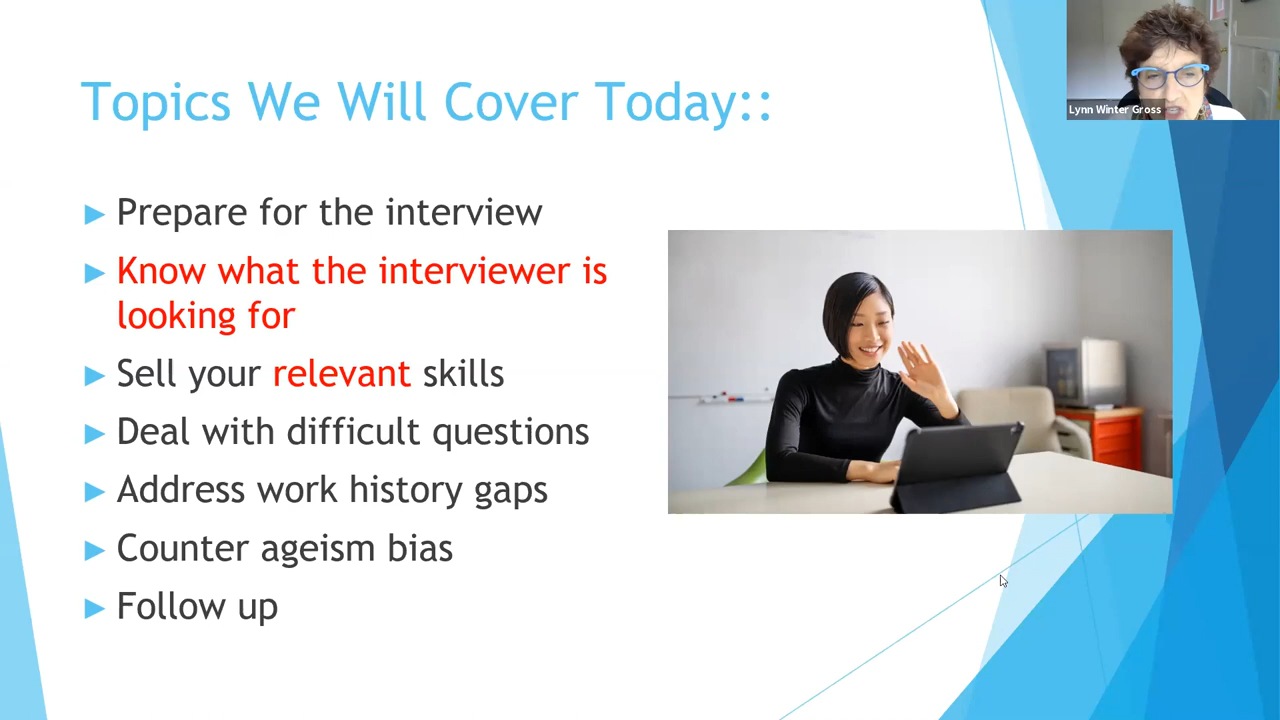 Topics We Will Cover Today::
Lynn Winter Gross
Prepare for the interview
Know what the interviewer is
looking for
Sell your relevant skills
Deal with difficult questions
Address work history gaps
Counter ageism bias
Follow up